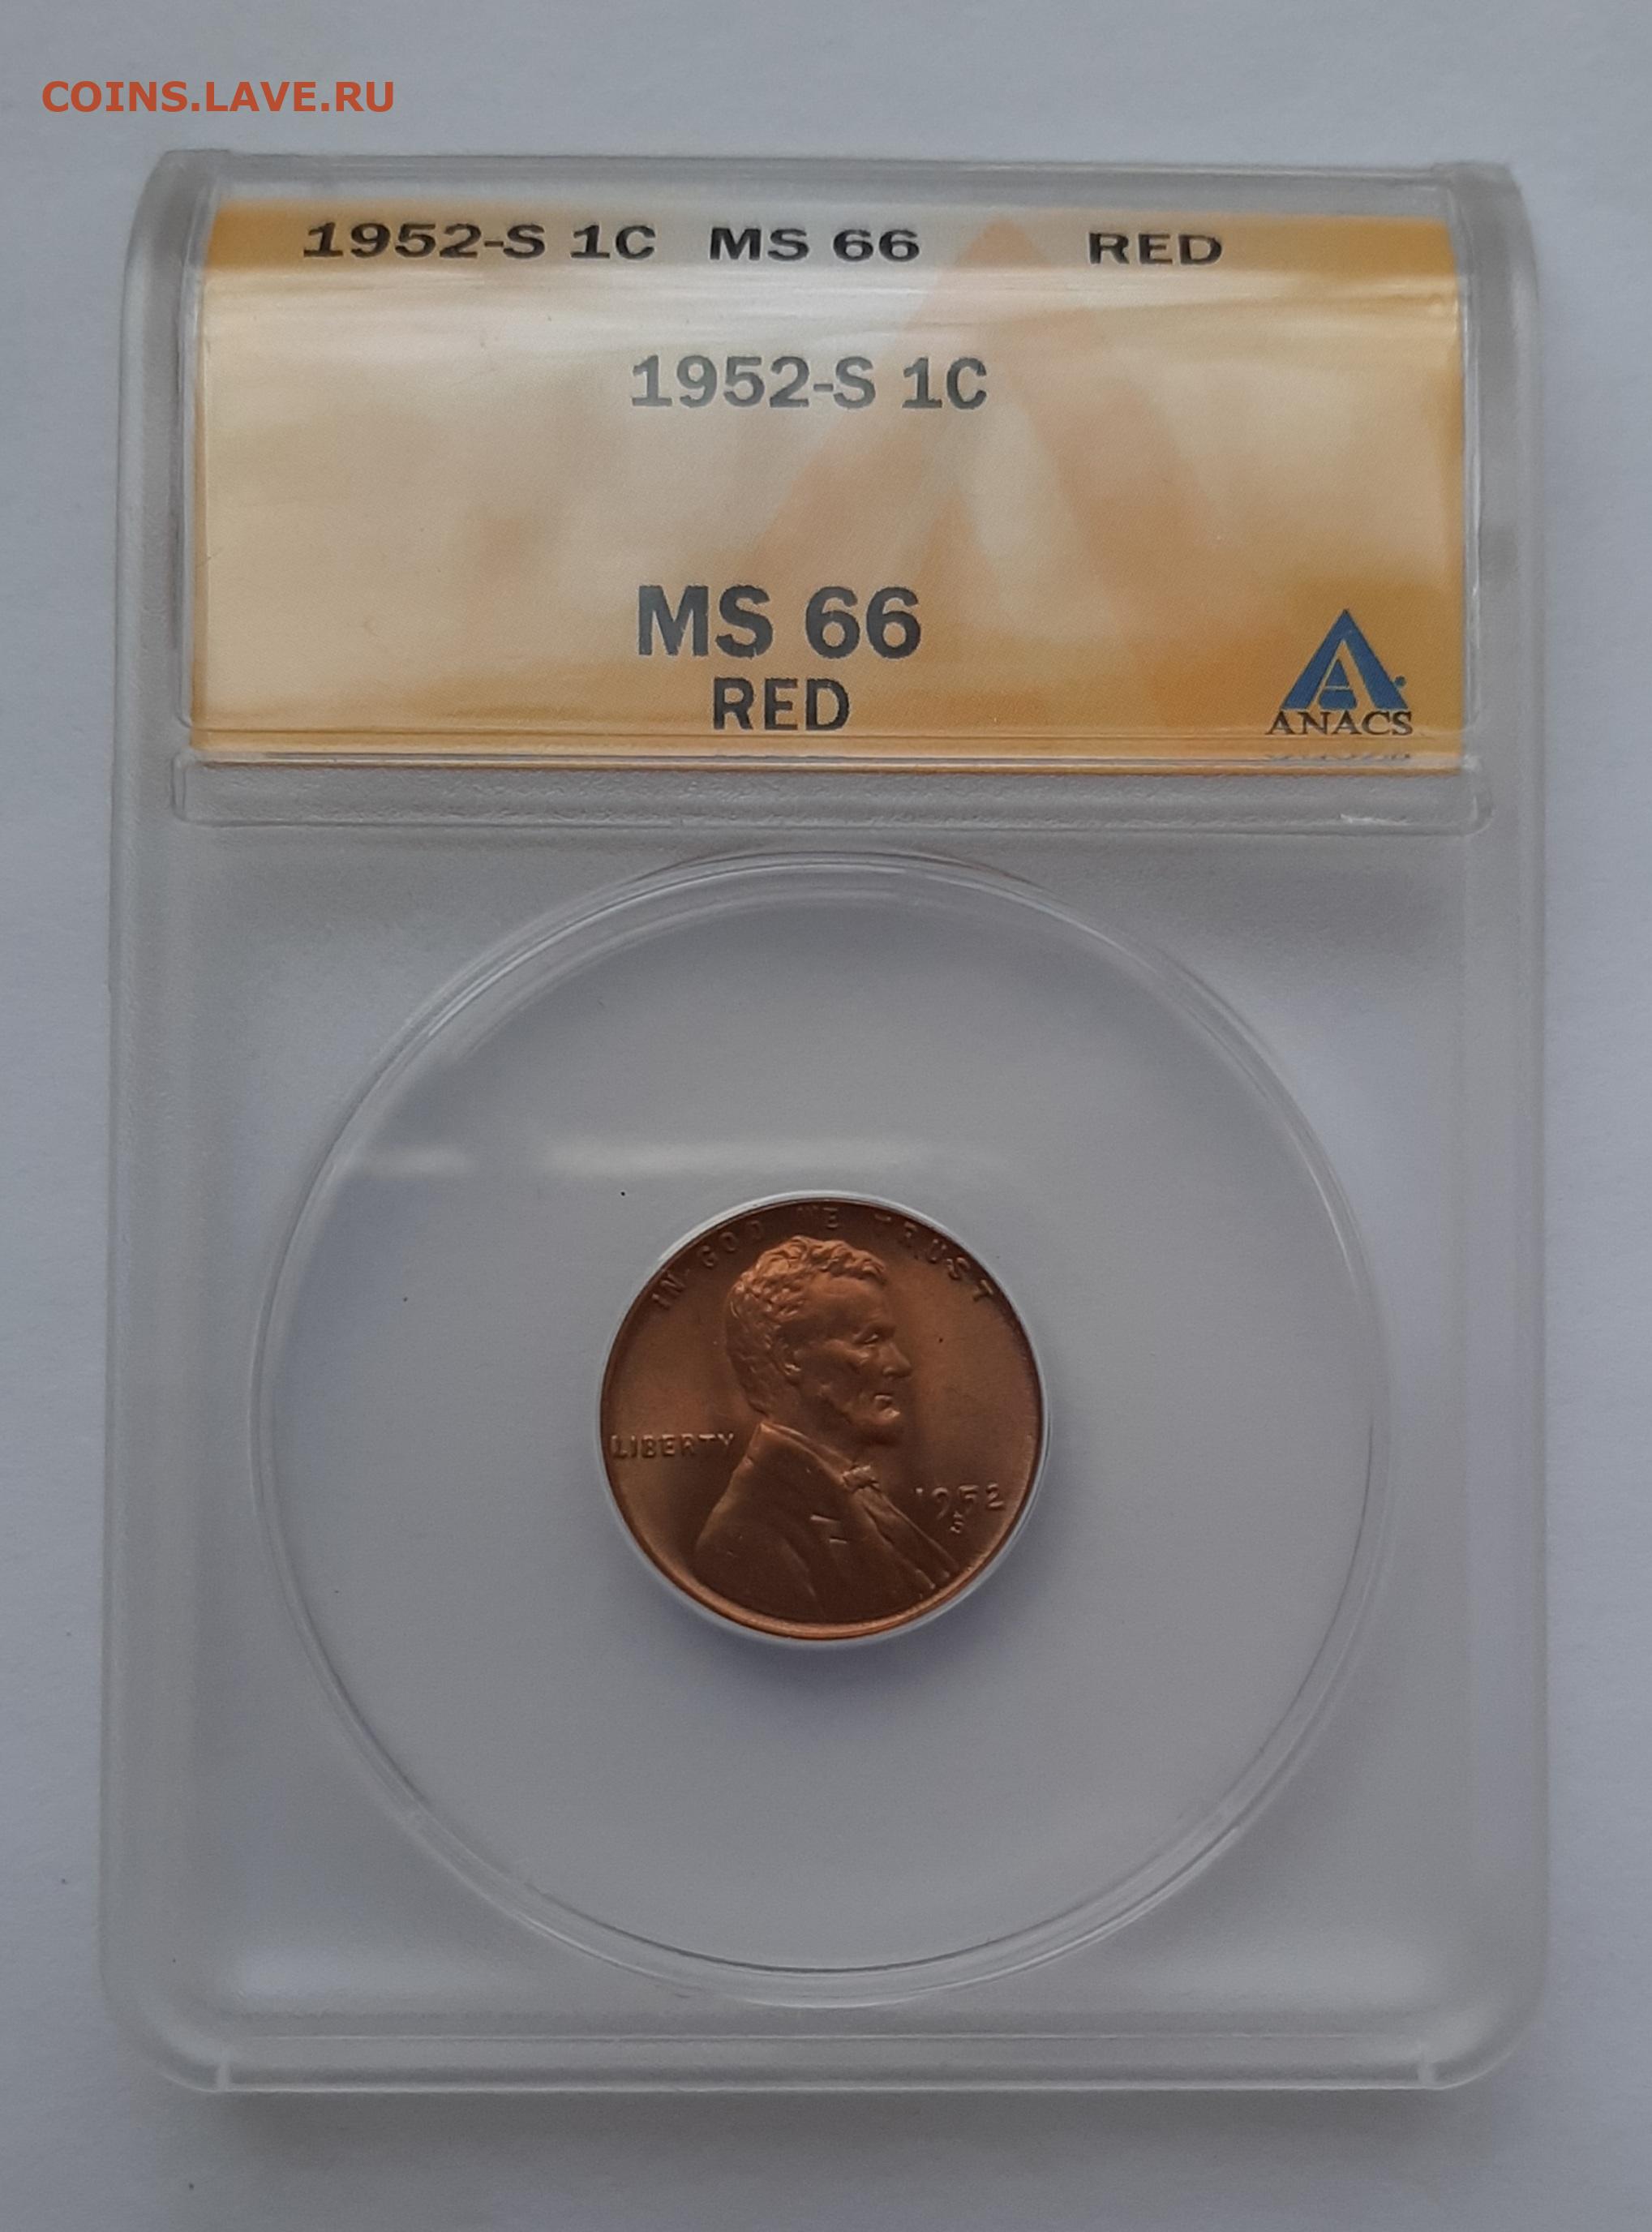 COINS.LAVE.RU
1952-S 1C MS 66 RED
1952-S 1C
MS 66
RED
ANACS
IN GOD WE TRUST
LIBERTY
1952
S